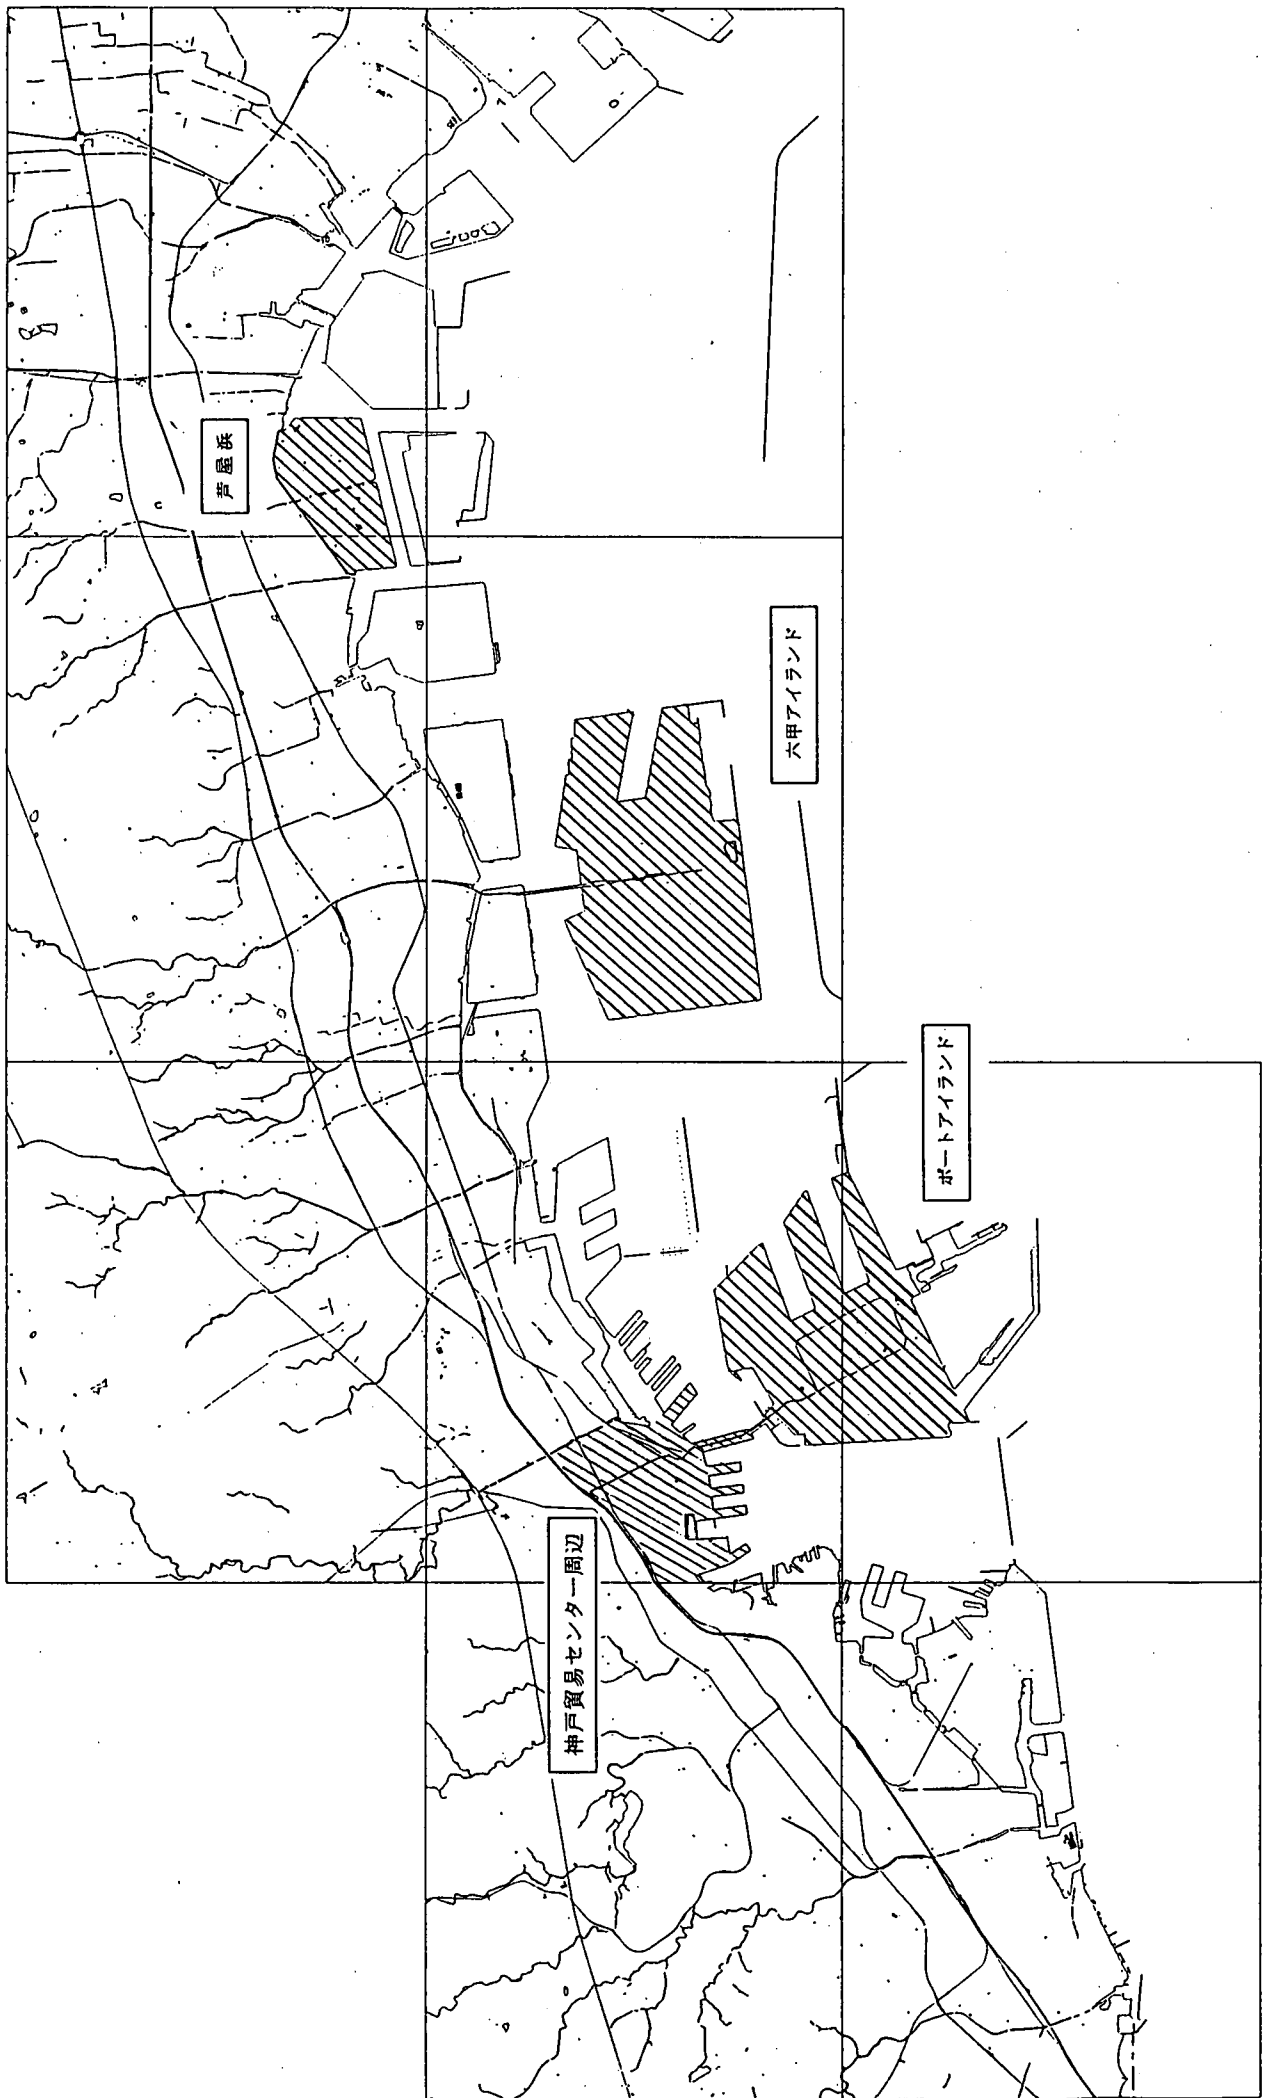 芦屋浜
六甲アイランド
ポートアイランド
神戸貿易センター周辺